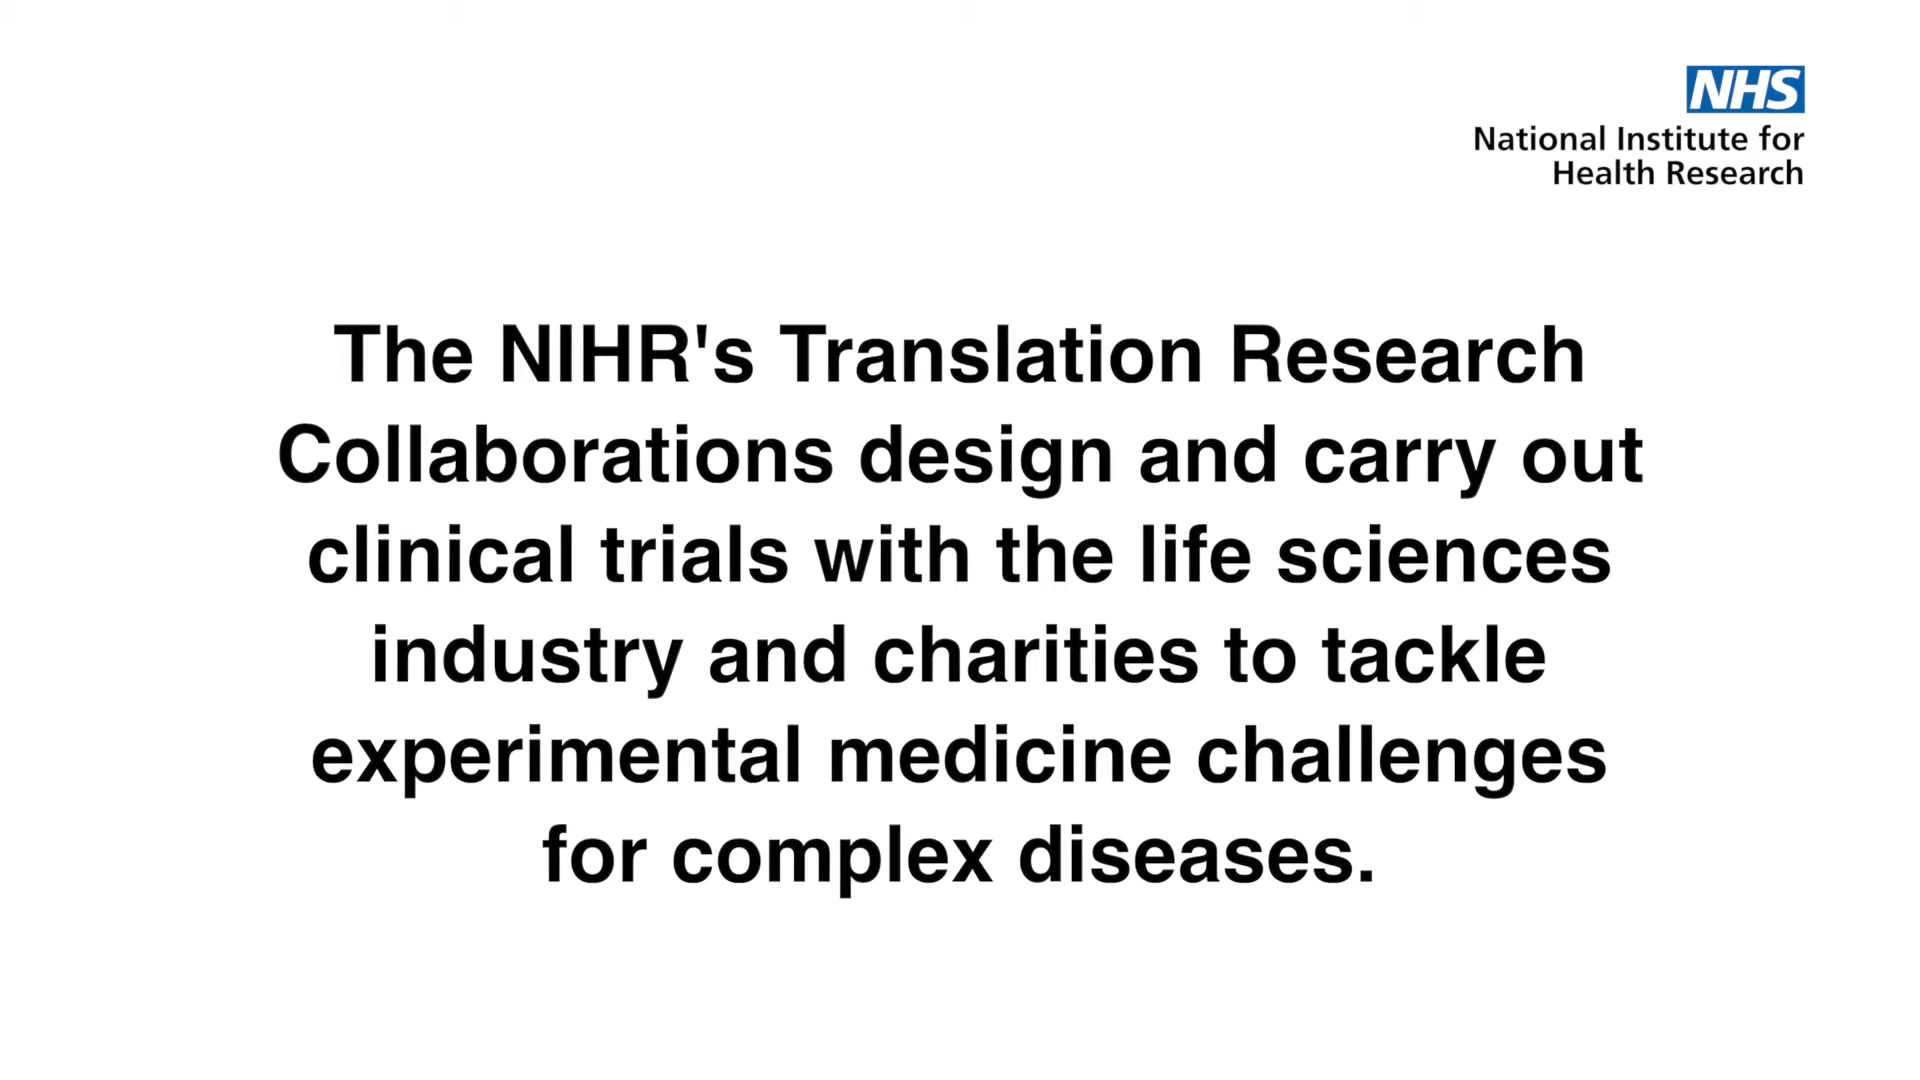 NHS
National Institute for
Health Research
The NIHR's Translation Research
Collaborations design and carry out
clinical trials with the life sciences
industry and charities to tackle
experimental medicine challenges
for complex diseases.